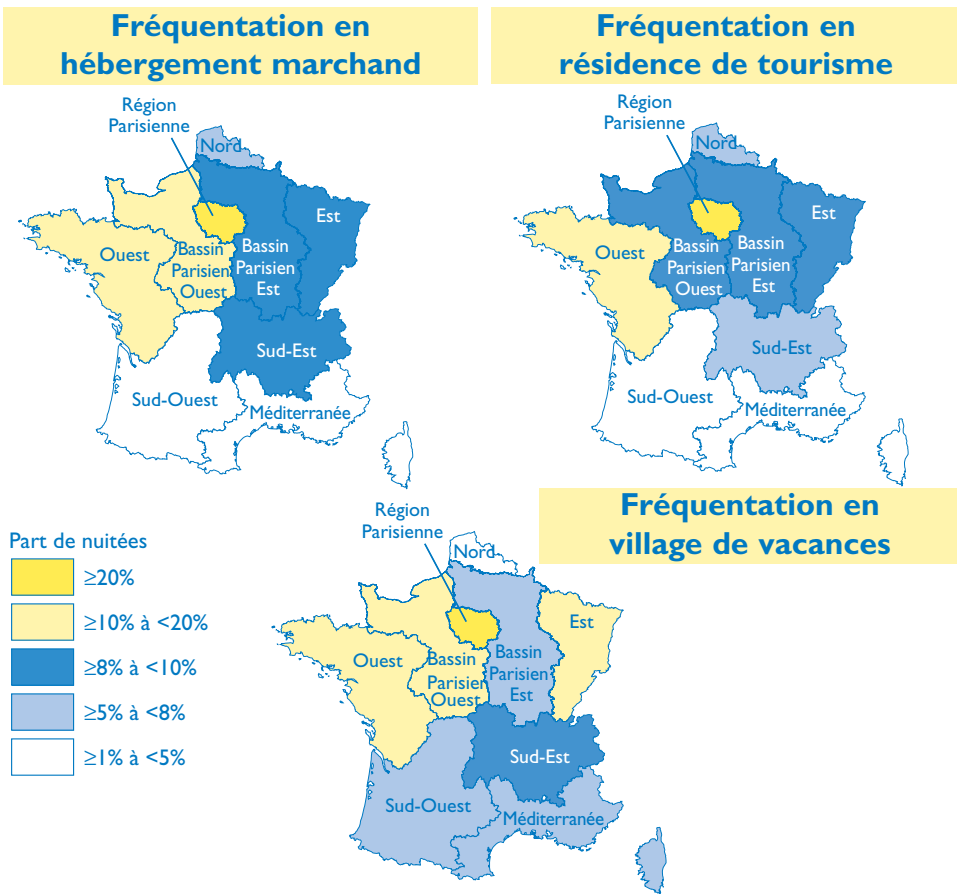 Fréquentation en
hébergement marchand
Région
Parisienne
Nord
Est
Ouest
Bassin
Parisien
Ouest
Bassin
Parisien
Est
Sud-Est
Sud-Ouest
Méditerranée
Fréquentation en
résidence de tourisme
Région
Parisienne
Nord
Est
Ouest
Bassin
Parisien
Ouest
Bassin
Parisien
Est
Sud-Est
Sud-Ouest
Méditerranée
Fréquentation en
village de vacances
Région
Parisienne
Nord
Est
Ouest
Bassin
Parisien
Ouest
Bassin
Parisien
Est
Sud-Est
Sud-Ouest
Méditerranée
Part de nuitées
≥20%
≥10% à <20%
≥8% à <10%
≥5% à <8%
≥1% à <5%